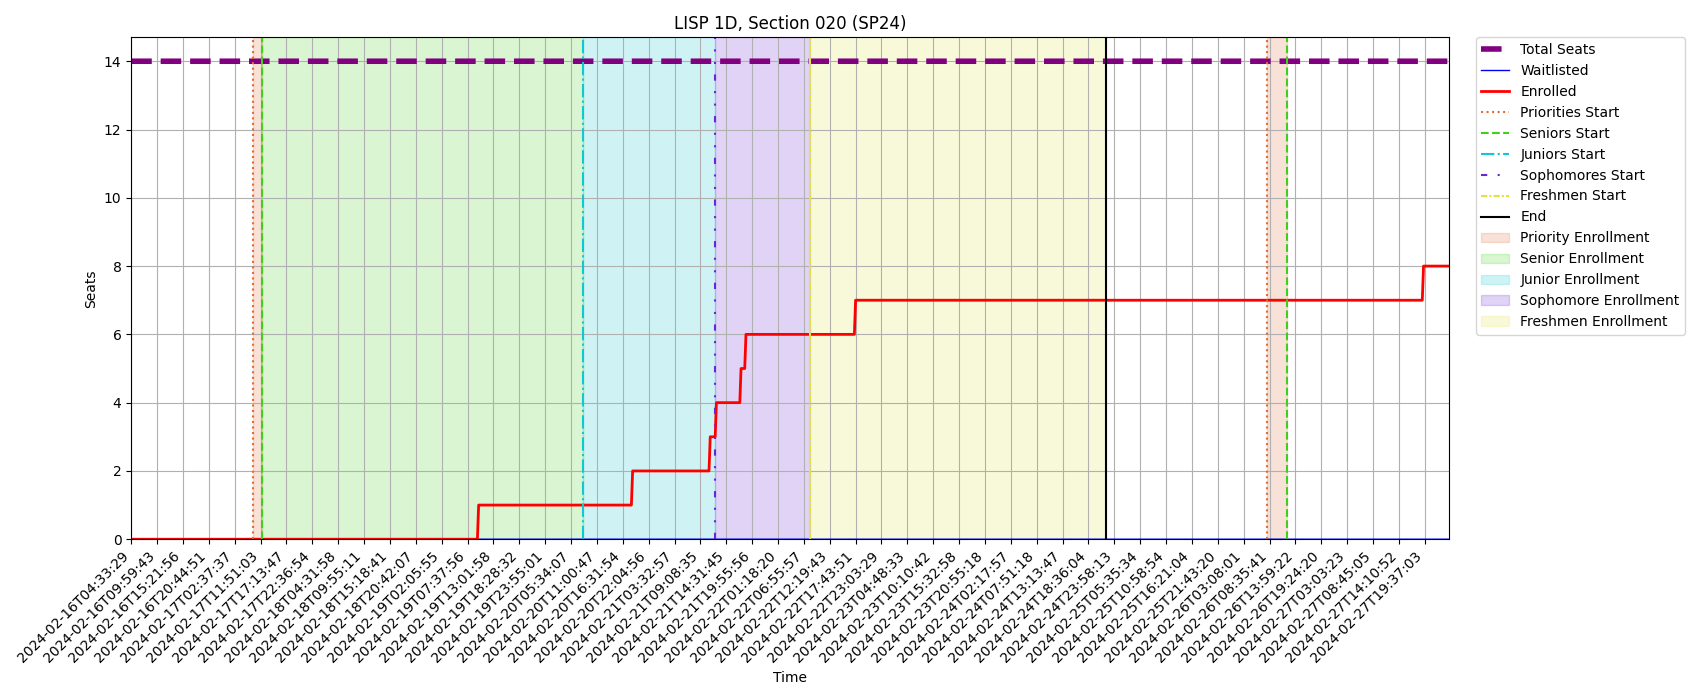 LISP 1D, Section 020 (SP24)
Seats
14
12
10
8
6
4
2
0
2024-02-16T04:33:29
2024-02-16T09:59:43
2024-02-16T15:21:56
2024-02-16T20:44:51
2024-02-17T02:37:37
2024-02-17T11:51:03
2024-02-17T17:13:47
2024-02-17T22:36:54
2024-02-18T04:31:58
2024-02-18T09:55:11
2024-02-18T15:18:41
2024-02-18T20:42:07
2024-02-19T02:05:55
2024-02-19T07:37:56
2024-02-19T13:01:58
2024-02-19T18:28:32
2024-02-19T23:55:01
2024-02-20T05:34:07
2024-02-20T11:00:47
2024-02-20T16:31:54
2024-02-20T22:04:56
2024-02-21T03:32:57
2024-02-21T09:08:35
2024-02-21T14:31:45
2024-02-21T19:55:56
2024-02-22T01:18:20
2024-02-22T06:55:57
2024-02-22T12:19:43
2024-02-22T17:43:51
2024-02-22T23:03:29
2024-02-23T04:48:33
2024-02-23T10:10:42
2024-02-23T15:32:58
2024-02-23T20:55:18
2024-02-24T02:17:57
2024-02-24T07:51:18
2024-02-24T13:13:47
2024-02-24T18:36:04
2024-02-24T23:58:13
2024-02-25T05:35:34
2024-02-25T10:58:54
2024-02-25T16:21:04
2024-02-25T21:43:20
2024-02-26T03:08:01
2024-02-26T08:35:41
2024-02-26T13:59:22
2024-02-26T19:24:20
2024-02-27T03:03:23
2024-02-27T08:45:05
2024-02-27T14:10:52
2024-02-27T19:37:03
Time
Total Seats
Waitlisted
Enrolled
Priorities Start
Seniors Start
Juniors Start
Sophomores Start
Freshmen Start
End
Priority Enrollment
Senior Enrollment
Junior Enrollment
Sophomore Enrollment
Freshmen Enrollment